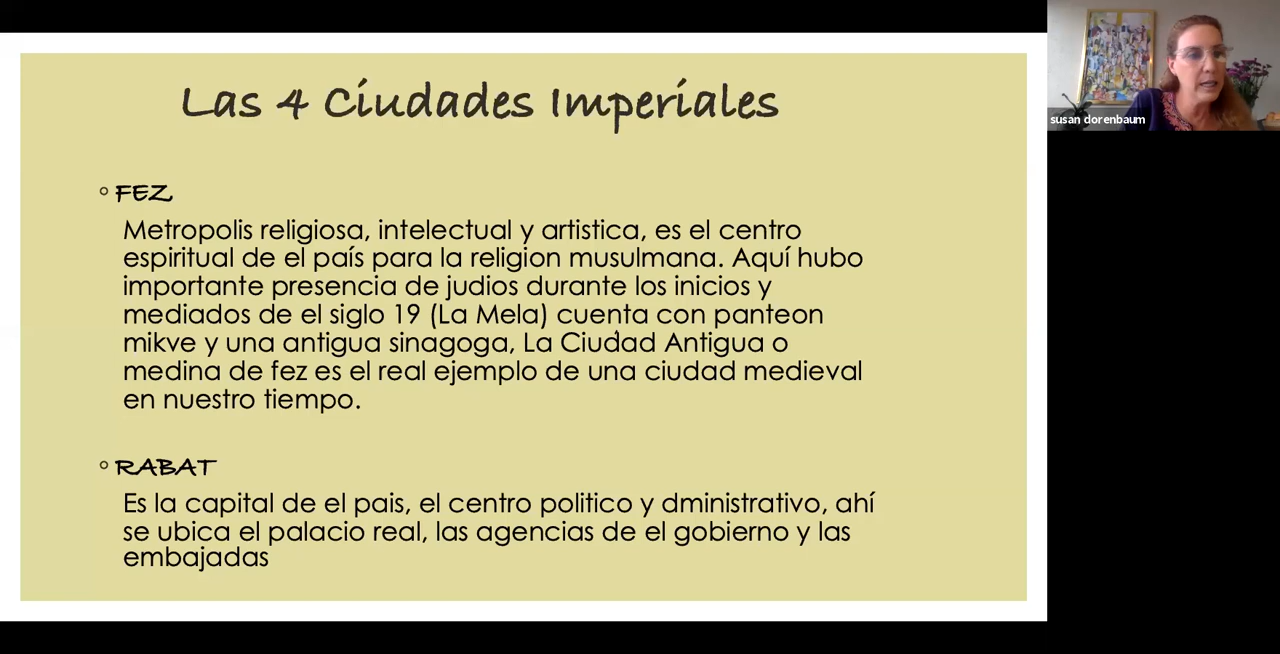 Las 4 Ciudades Imperiales
FEZ
Metropolis religiosa, intelectual y artistica, es el centro
espiritual de el país para la religion musulmana. Aquí hubo
importante presencia de judios durante los inicios y
mediados de el siglo 19 (La Mela) cuenta con panteon
mikve y una antigua sinagoga, La Ciudad Antigua o
medina de fez es el real ejemplo de una ciudad medieval
en nuestro tiempo.
RABAT
Es la capital de el pais, el centro politico y dministrativo, ahí
se ubica el palacio real, las agencias de el gobierno y las
embajadas
susan dorenbaum